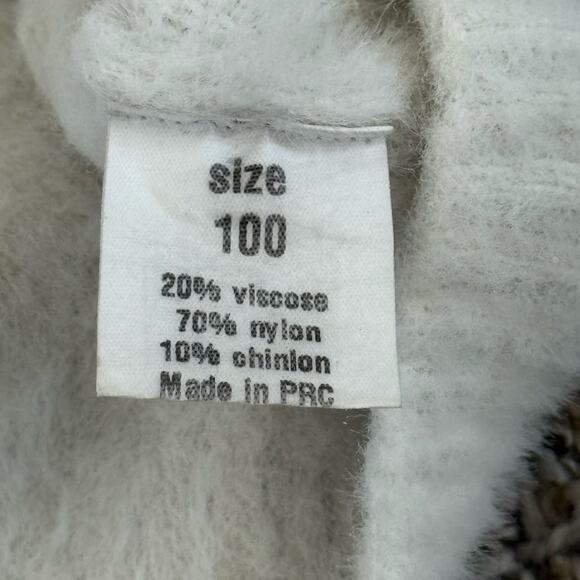 size
100
20% viscose
70% nylon
10% chinlon
Made in PRC